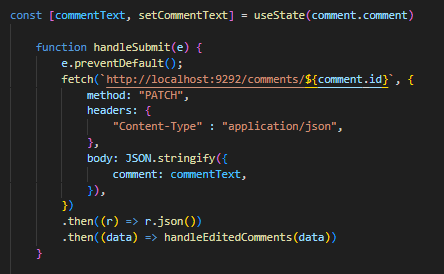 const [commentText, setCommentText] = useState(comment.comment)
function handleSubmit(e) {
e.preventDefault();
fetch(`http://localhost:9292/comments/${comment.id}`, {
method: "PATCH",
headers: {
"Content-Type" : "application/json",
},
body: JSON.stringify({
comment: commentText,
}),
})
.then((r) => r.json())
.then((data) => handleEditedComments(data))
}